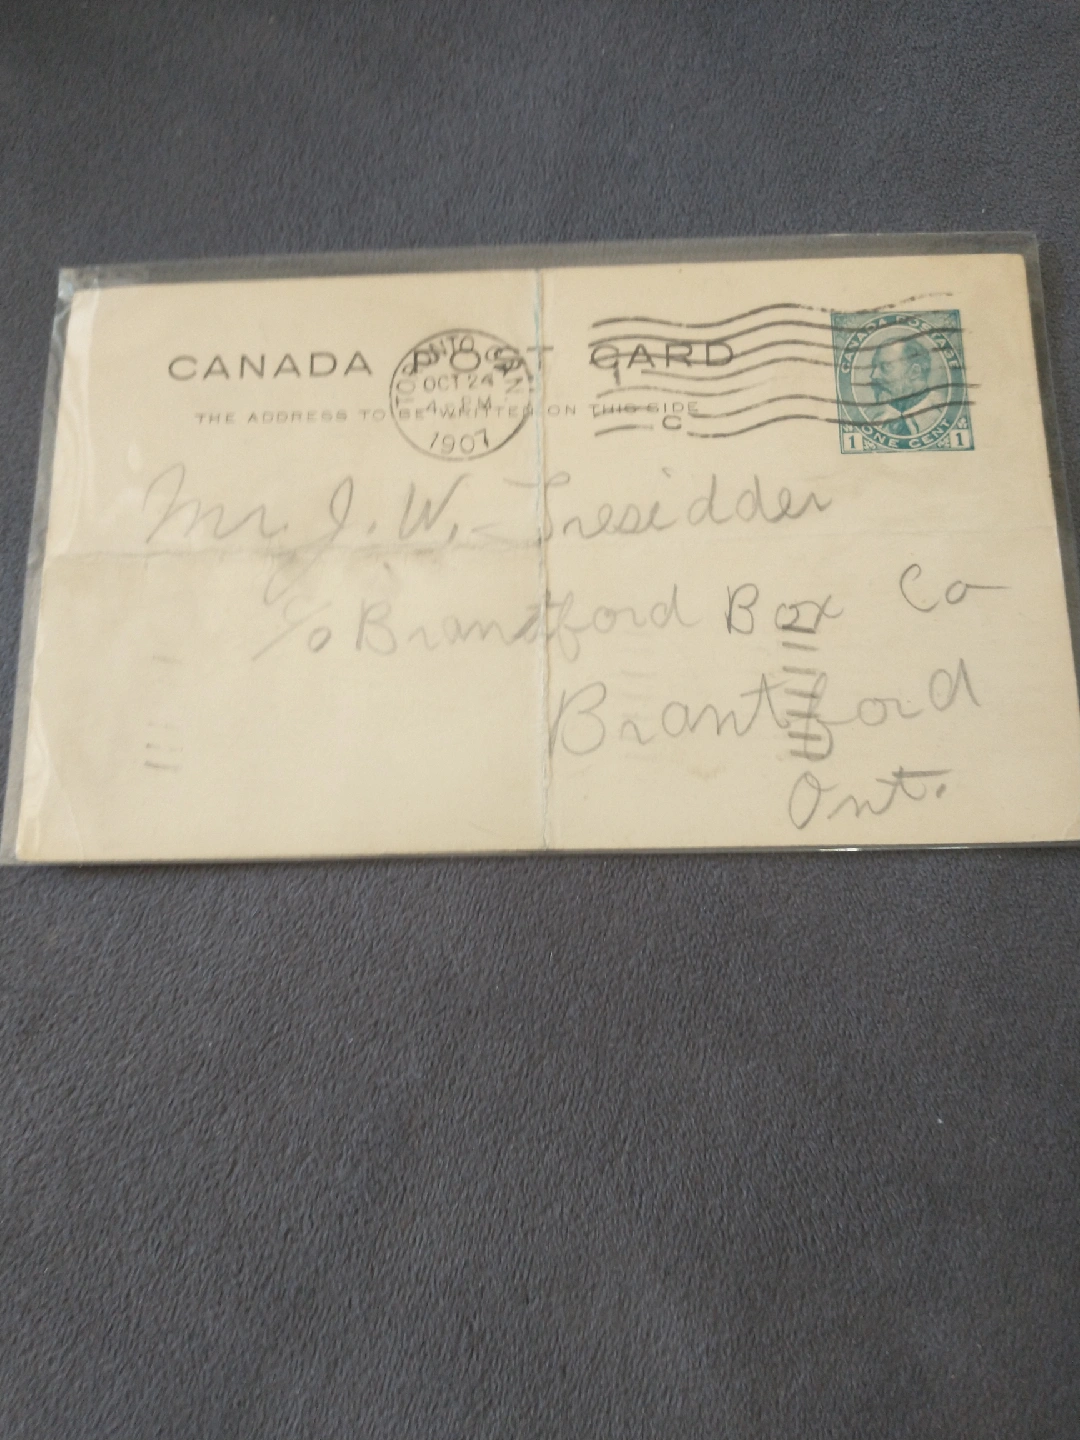 CANADA POST CARD
THE ADDRESS TO BE WRITTEN ON THIS SIDE
TORONTO CAN
OCT 24
4 - PM
1907
1
C
CANADA POSTAGE
1 ONE CENT 1
Mr. J. W. Tresidder
c/o Brantford Box Co
Brantford
Ont.